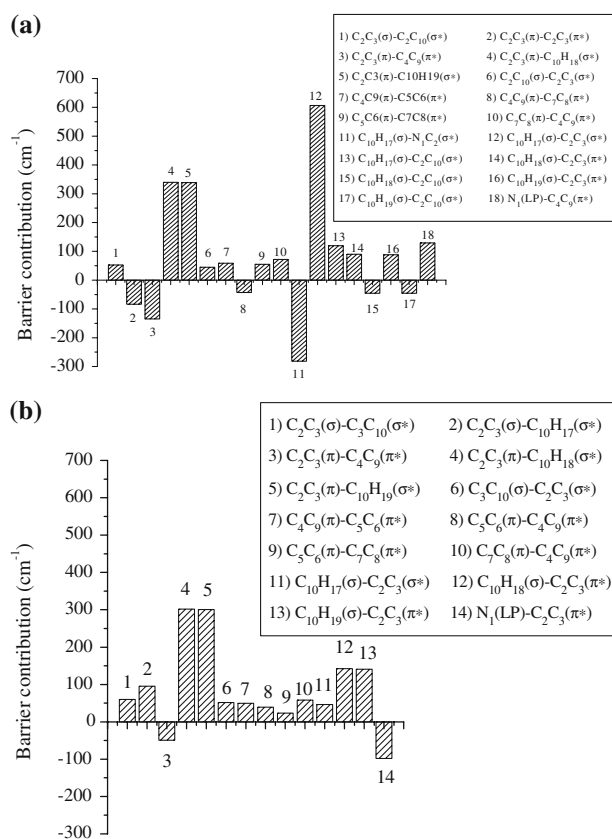 (a)
1) C₂C₃(σ)-C₂C₁₀(σ*) 2) C₂C₃(π)-C₂C₃(π*)
3) C₂C₃(π)-C₄C₉(π*) 4) C₂C₃(π)-C₁₀H₁₈(σ*)
5) C₂C3(π)-C10H19(σ*) 6) C₂C₁₀(σ)-C₂C₃(σ*)
7) C₄C9(π)-C5C6(π*) 8) C₄C₉(π)-C₇C₈(π*)
9) C₅C6(π)-C7C8(π*) 10) C₇C₈(π)-C₄C₉(π*)
11) C₁₀H₁₇(σ)-N₁C₂(σ*) 12) C₁₀H₁₇(σ)-C₂C₃(σ*)
13) C₁₀H₁₇(σ)-C₂C₁₀(σ*) 14) C₁₀H₁₈(σ)-C₂C₃(π*)
15) C₁₀H₁₈(σ)-C₂C₁₀(σ*) 16) C₁₀H₁₉(σ)-C₂C₃(π*)
17) C₁₀H₁₉(σ)-C₂C₁₀(σ*) 18) N₁(LP)-C₄C₉(π*)
Barrier contribution (cm⁻¹)
700
600
500
400
300
200
100
0
-100
-200
-300
1 2 3 4 5 6 7 8 9 10 11 12 13 14 15 16 17 18
(b)
1) C₂C₃(σ)-C₃C₁₀(σ*) 2) C₂C₃(σ)-C₁₀H₁₇(σ*)
3) C₂C₃(π)-C₄C₉(π*) 4) C₂C₃(π)-C₁₀H₁₈(σ*)
5) C₂C₃(π)-C₁₀H₁₉(σ*) 6) C₃C₁₀(σ)-C₂C₃(σ*)
7) C₄C₉(π)-C₅C₆(π*) 8) C₅C₆(π)-C₄C₉(π*)
9) C₅C₆(π)-C₇C₈(π*) 10) C₇C₈(π)-C₄C₉(π*)
11) C₁₀H₁₇(σ)-C₂C₃(σ*) 12) C₁₀H₁₈(σ)-C₂C₃(π*)
13) C₁₀H₁₉(σ)-C₂C₃(π*) 14) N₁(LP)-C₂C₃(π*)
Barrier contribution (cm⁻¹)
700
600
500
400
300
200
100
0
-100
-200
-300
1 2 3 4 5 6 7 8 9 10 11 12 13 14